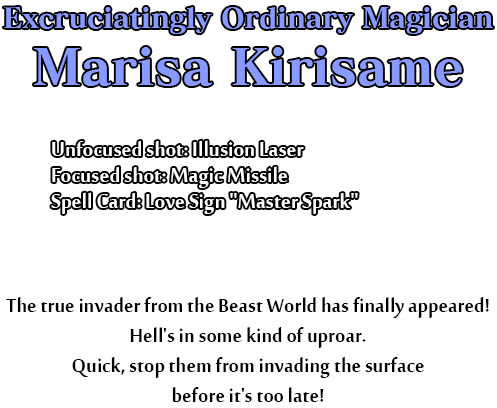 Excruciatingly Ordinary Magician
Marisa Kirisame
Unfocused shot: Illusion Laser
Focused shot: Magic Missile
Spell Card: Love Sign "Master Spark"
The true invader from the Beast World has finally appeared!
Hell's in some kind of uproar.
Quick, stop them from invading the surface
before it's too late!